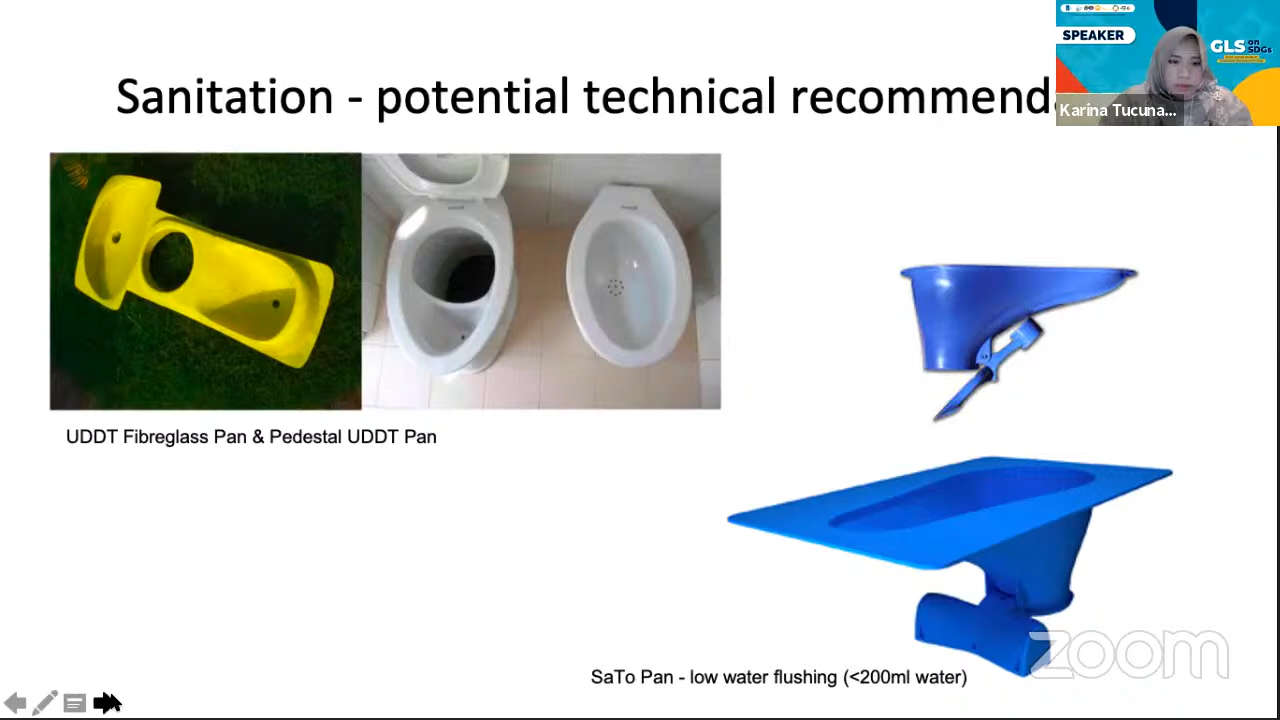 SPEAKER
GLS on SDGs
Sanitation - potential technical recommend
Karina Tucuna...
UDDT Fibreglass Pan & Pedestal UDDT Pan
SaTo Pan - low water flushing (<200ml water)
zoom